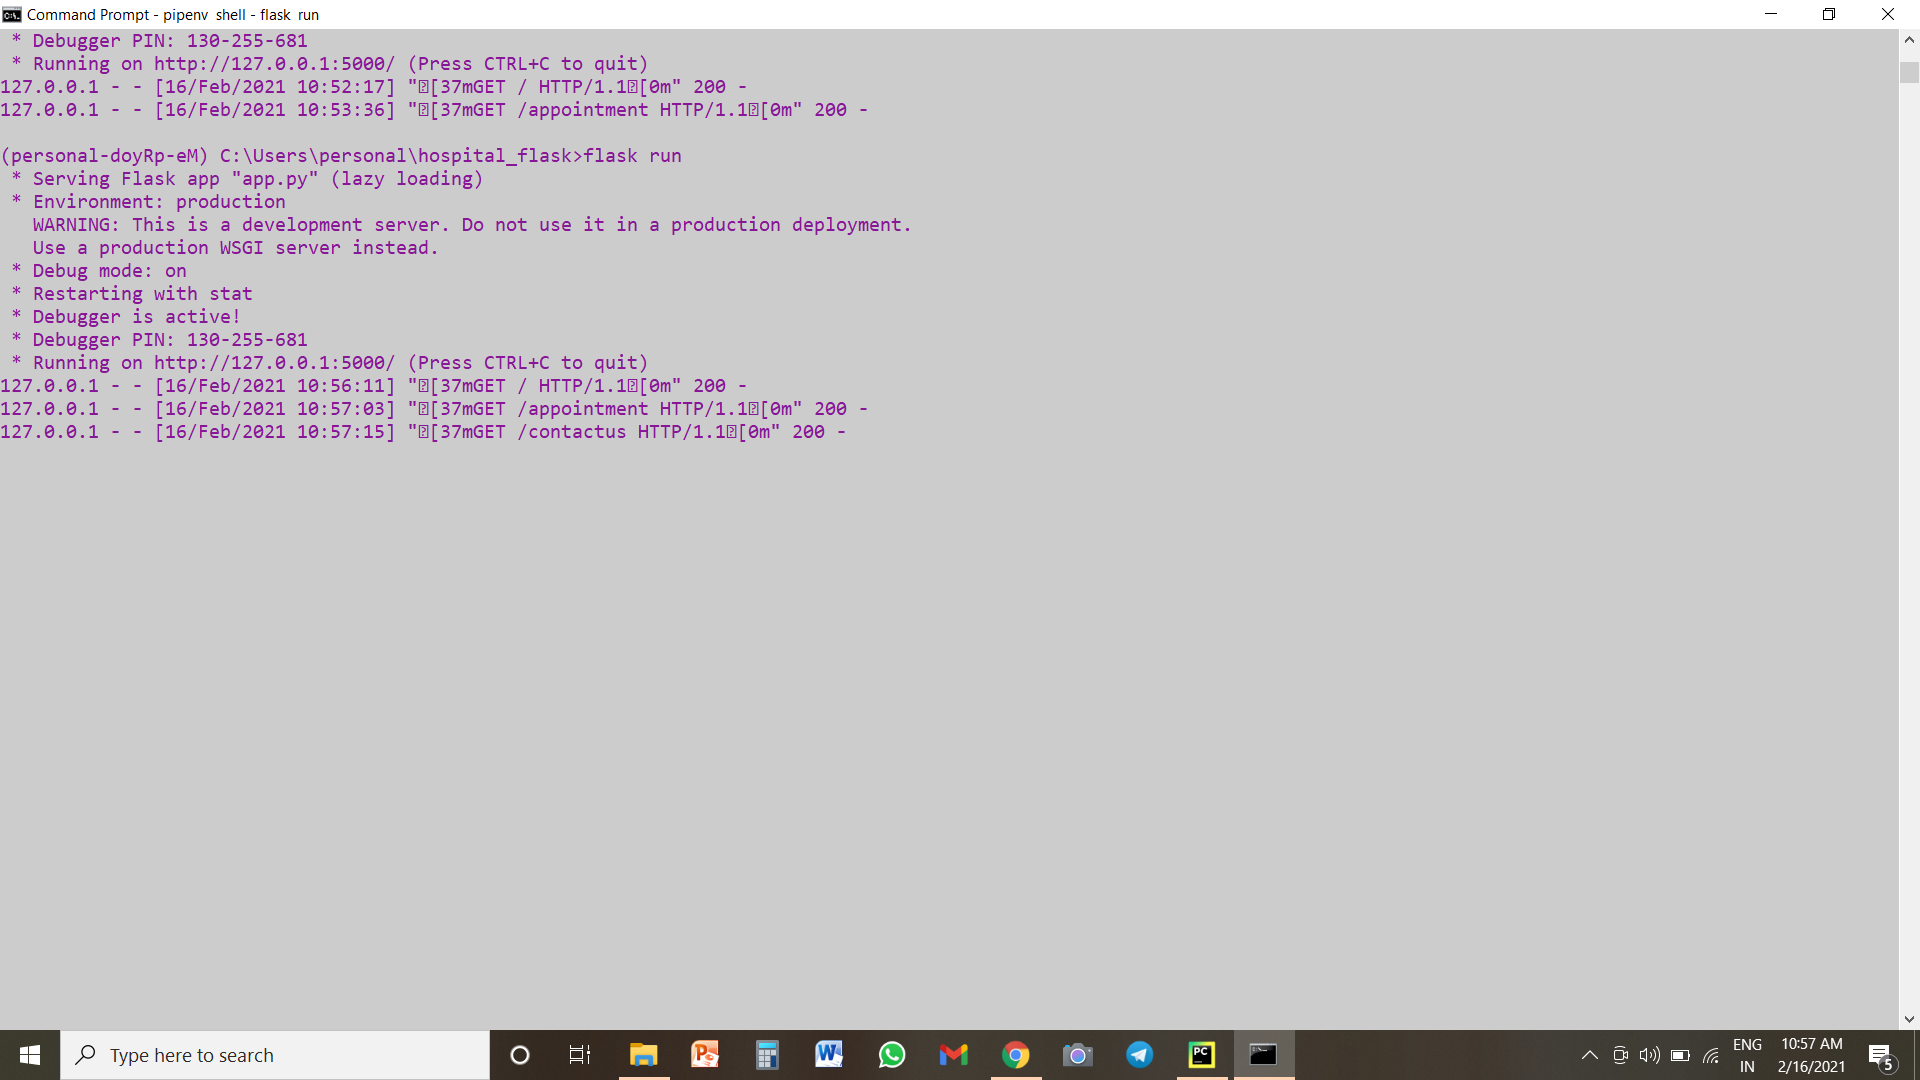 Command Prompt - pipenv shell - flask run
* Debugger PIN: 130-255-681
* Running on http://127.0.0.1:5000/ (Press CTRL+C to quit)
127.0.0.1 - - [16/Feb/2021 10:52:17] "�[37mGET / HTTP/1.1�[0m" 200 -
127.0.0.1 - - [16/Feb/2021 10:53:36] "�[37mGET /appointment HTTP/1.1�[0m" 200 -
(personal-doyRp-eM) C:\Users\personal\hospital_flask>flask run
* Serving Flask app "app.py" (lazy loading)
* Environment: production
WARNING: This is a development server. Do not use it in a production deployment.
Use a production WSGI server instead.
* Debug mode: on
* Restarting with stat
* Debugger is active!
* Debugger PIN: 130-255-681
* Running on http://127.0.0.1:5000/ (Press CTRL+C to quit)
127.0.0.1 - - [16/Feb/2021 10:56:11] "�[37mGET / HTTP/1.1�[0m" 200 -
127.0.0.1 - - [16/Feb/2021 10:57:03] "�[37mGET /appointment HTTP/1.1�[0m" 200 -
127.0.0.1 - - [16/Feb/2021 10:57:15] "�[37mGET /contactus HTTP/1.1�[0m" 200 -
Type here to search
ENG
IN
10:57 AM
2/16/2021
5